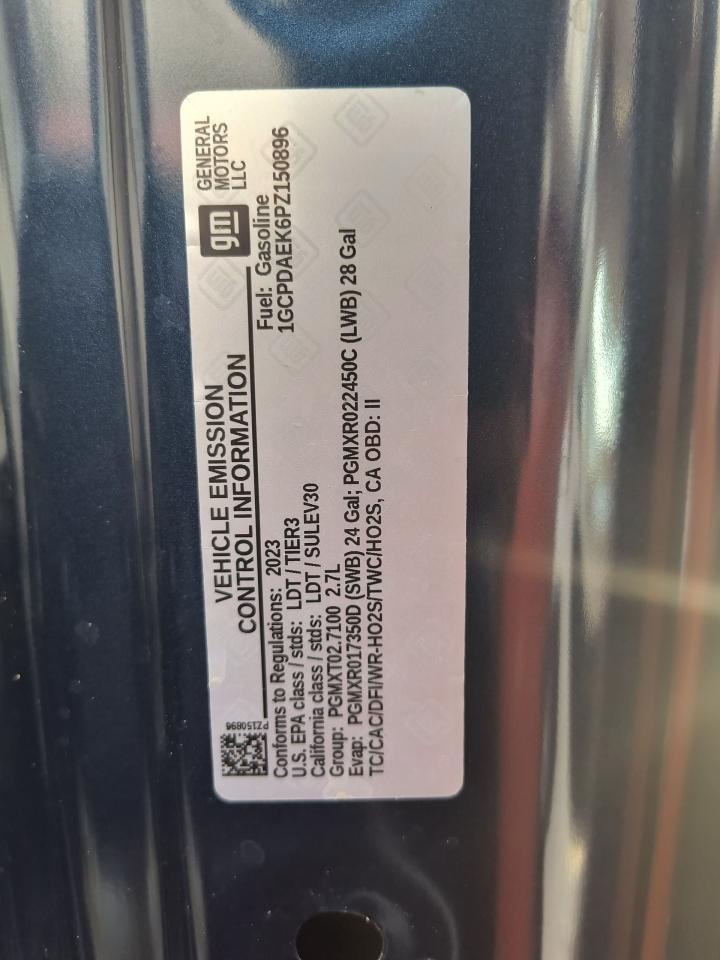 VEHICLE EMISSION
CONTROL INFORMATION
gm
GENERAL
MOTORS
LLC
PZ150896
Fuel: Gasoline
1GCPDAEK6PZ150896
Conforms to Regulations: 2023
U.S. EPA class / stds: LDT / TIER3
California class / stds: LDT / SULEV30
Group: PGMXT02.7100 2.7L
Evap: PGMXR017350D (SWB) 24 Gal; PGMXR022450C (LWB) 28 Gal
TC/CAC/DFI/WR-HO2S/TWC/HO2S, CA OBD: II